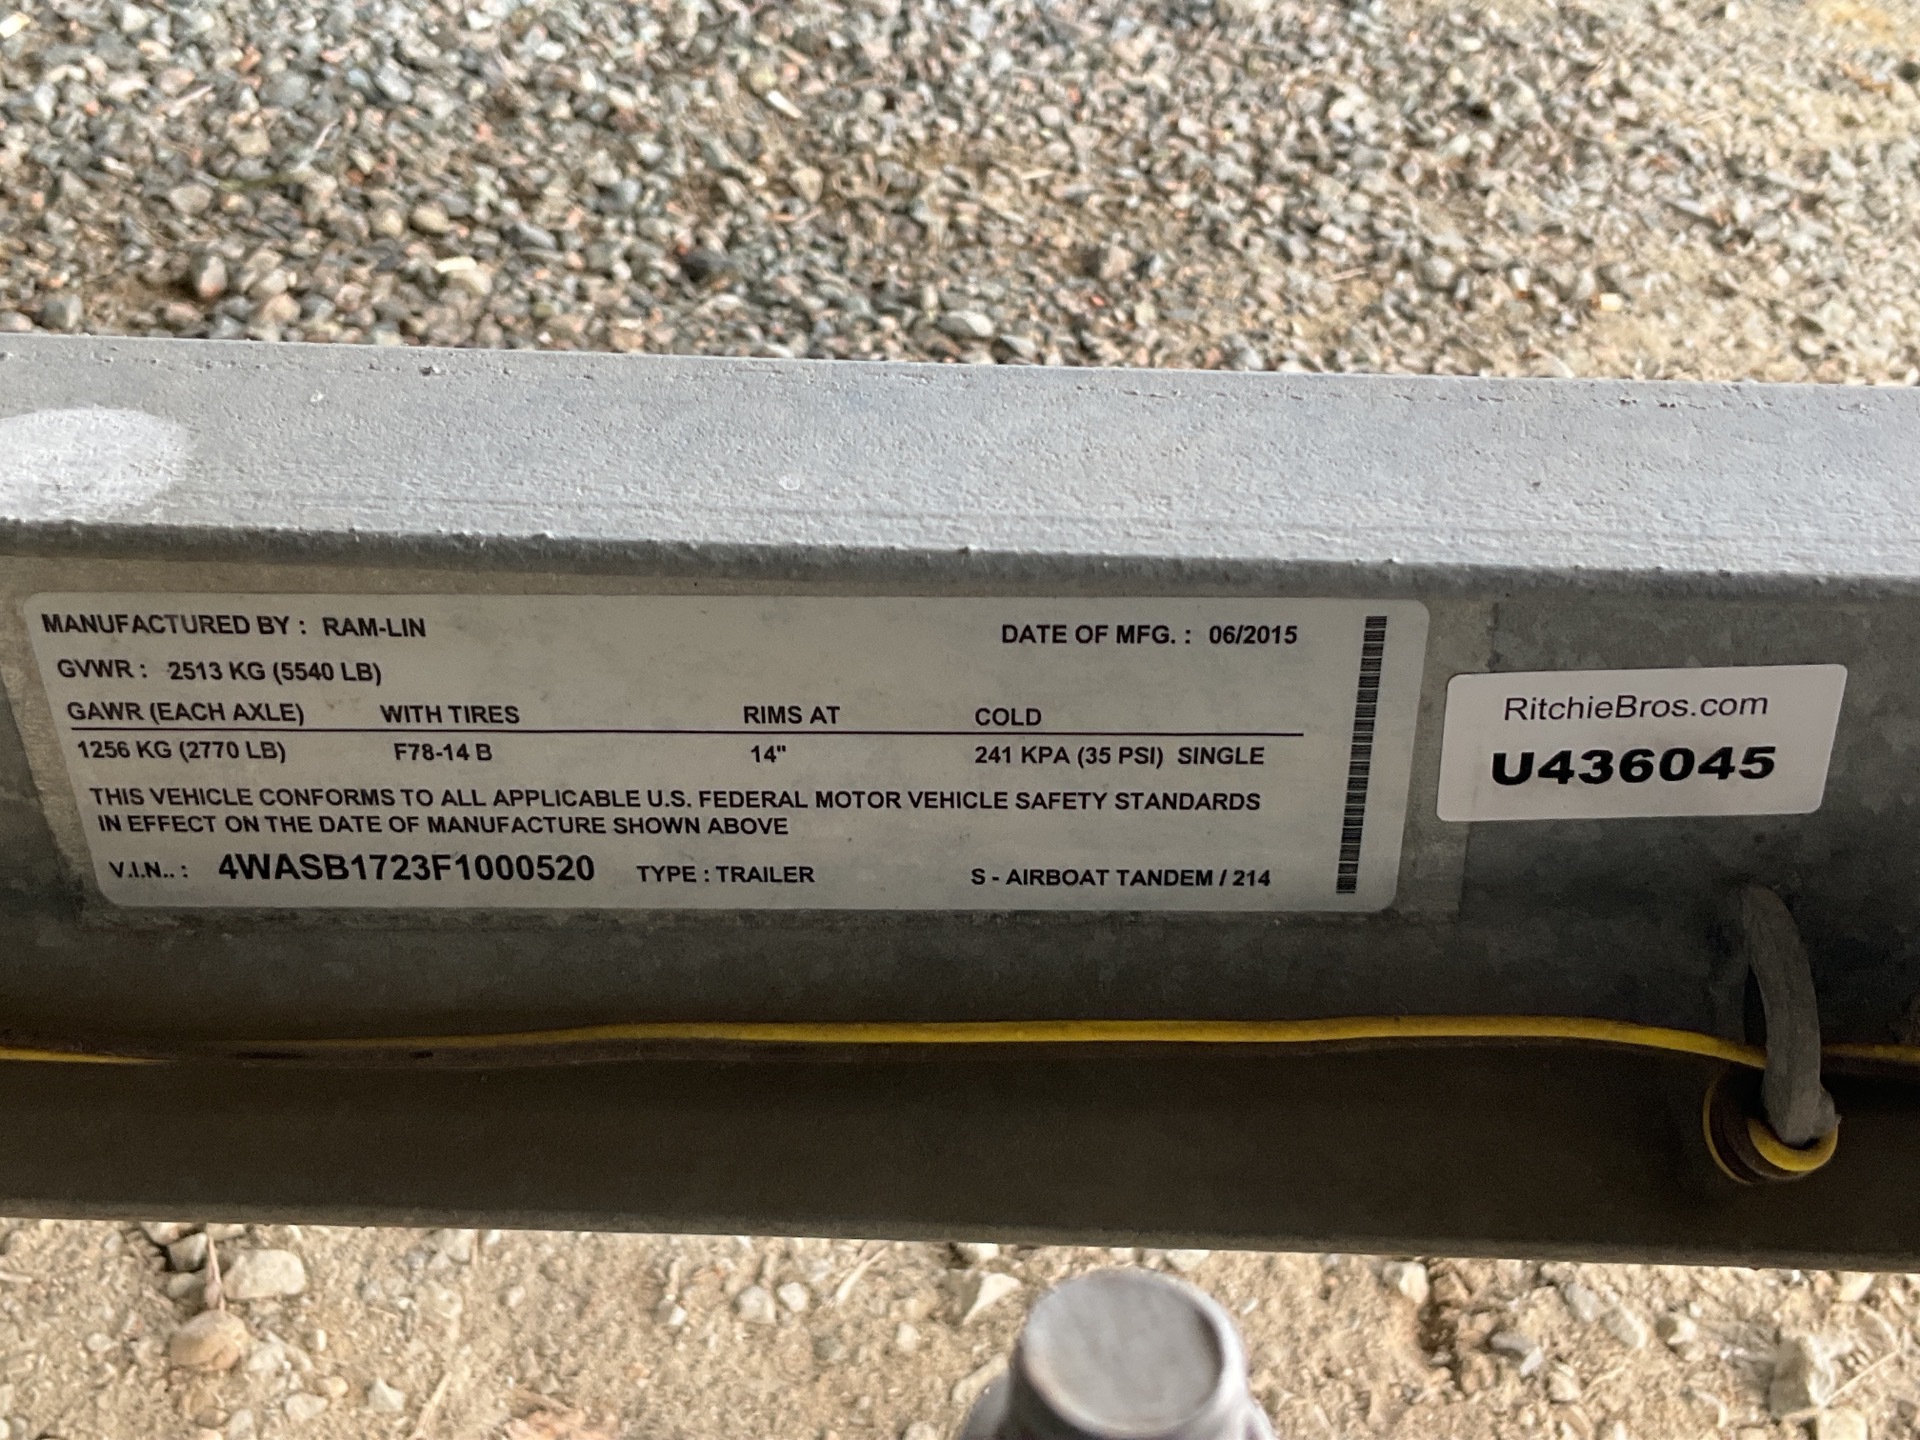 MANUFACTURED BY : RAM-LIN DATE OF MFG. : 06/2015
GVWR : 2513 KG (5540 LB)
GAWR (EACH AXLE) WITH TIRES RIMS AT COLD
1256 KG (2770 LB) F78-14 B 14" 241 KPA (35 PSI) SINGLE
THIS VEHICLE CONFORMS TO ALL APPLICABLE U.S. FEDERAL MOTOR VEHICLE SAFETY STANDARDS
IN EFFECT ON THE DATE OF MANUFACTURE SHOWN ABOVE
V.I.N.. : 4WASB1723F1000520 TYPE : TRAILER S - AIRBOAT TANDEM / 214
RitchieBros.com
U436045